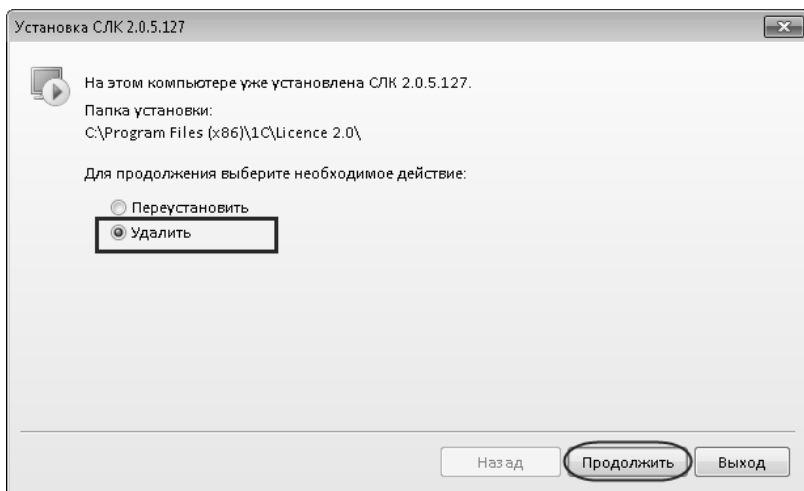 Установка СЛК 2.0.5.127
На этом компьютере уже установлена СЛК 2.0.5.127.
Папка установки:
C:\Program Files (x86)\1C\Licence 2.0\
Для продолжения выберите необходимое действие:
Переустановить
Удалить
Назад Продолжить Выход